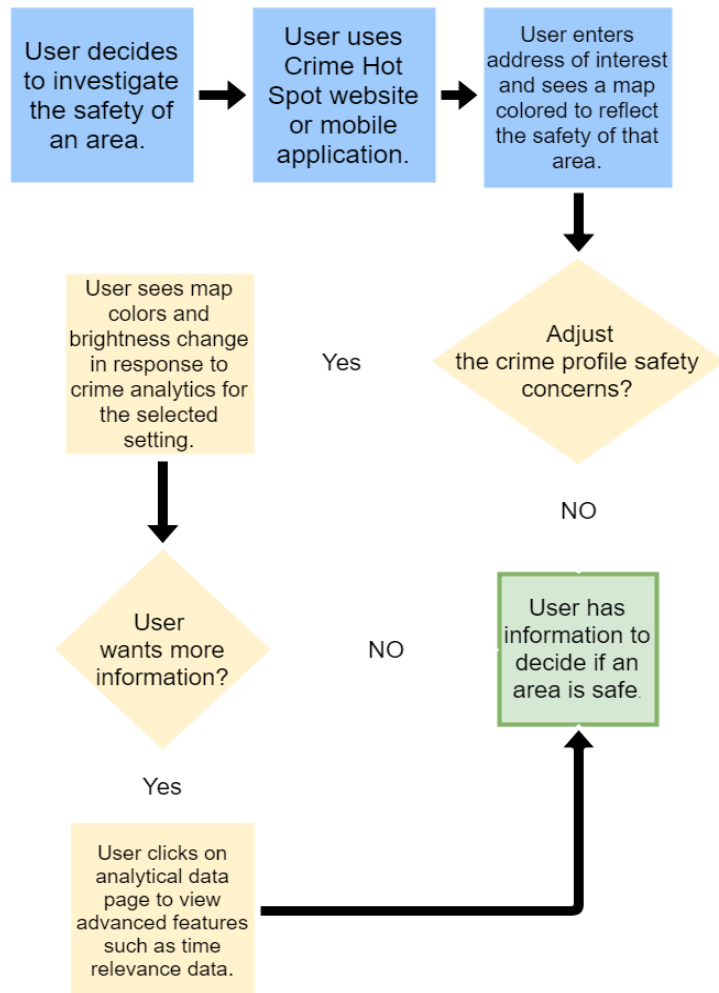 User decides
to investigate
the safety of
an area.
User uses
Crime Hot
Spot website
or mobile
application.
User enters
address of interest
and sees a map
colored to reflect
the safety of that
area.
Adjust
the crime profile safety
concerns?
Yes
User sees map
colors and
brightness change
in response to
crime analytics for
the selected
setting.
NO
User
wants more
information?
NO
User has
information to
decide if an
area is safe.
Yes
User clicks on
analytical data
page to view
advanced features
such as time
relevance data.